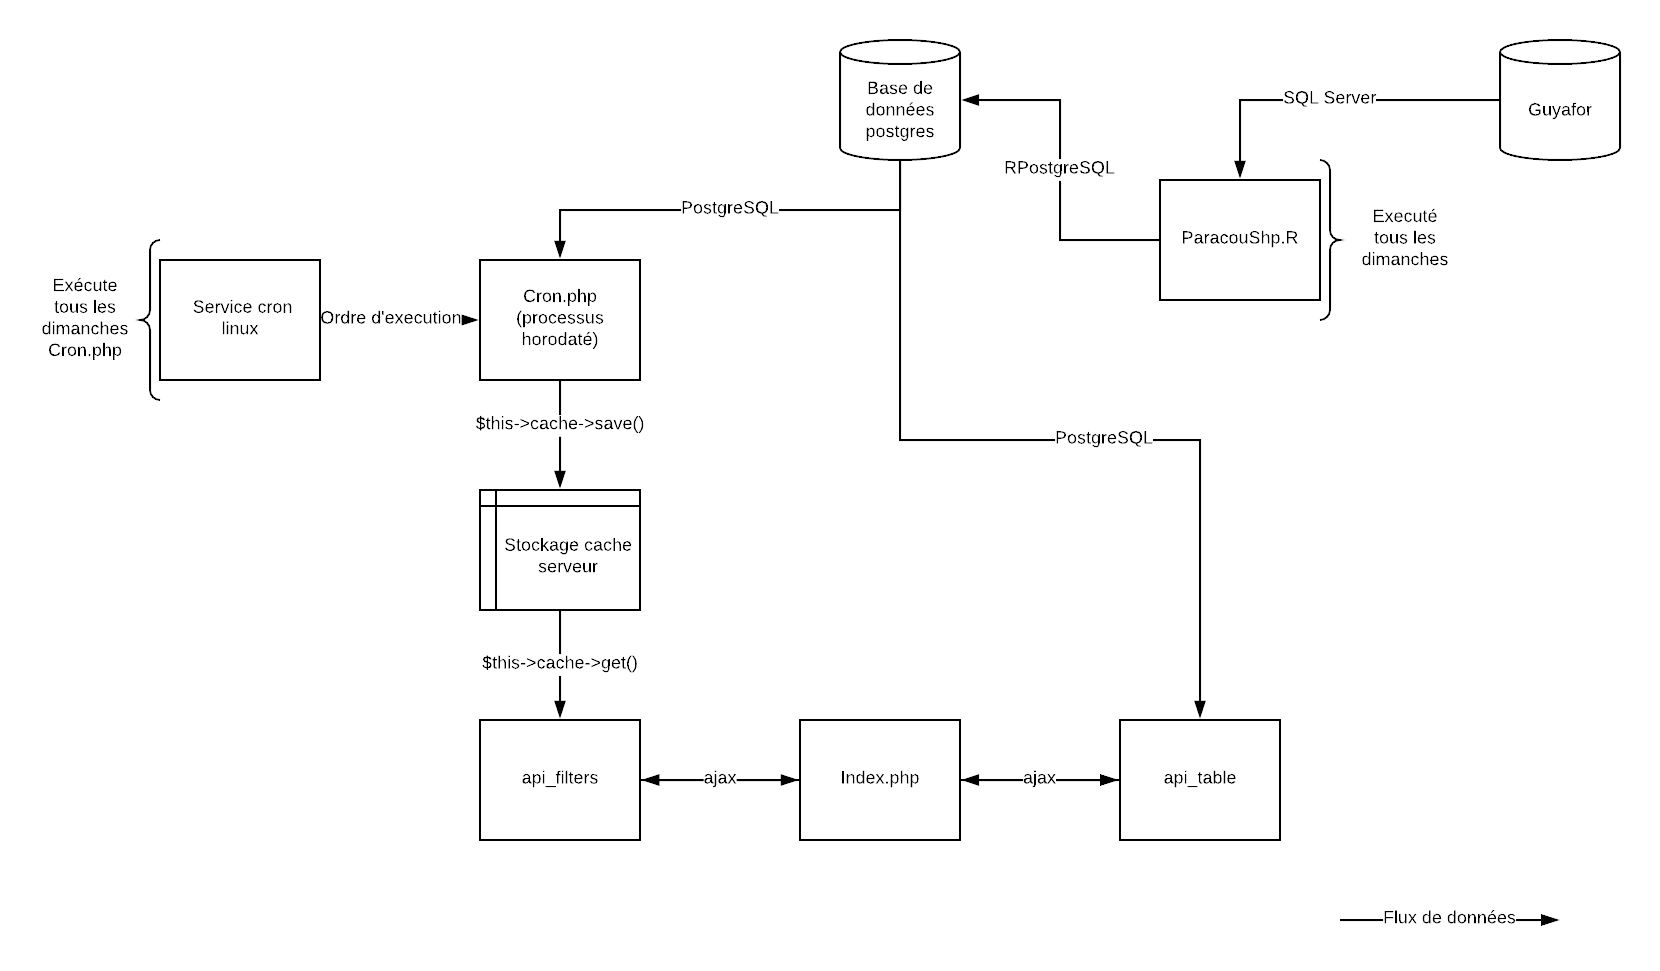 Base de
données
postgres
Guyafor
SQL Server
RPostgreSQL
ParacouShp.R
Executé
tous les
dimanches
PostgreSQL
Exécute
tous les
dimanches
Cron.php
Service cron
linux
Ordre d'execution
Cron.php
(processus
horodaté)
$this->cache->save()
PostgreSQL
Stockage cache
serveur
$this->cache->get()
api_filters
ajax
Index.php
ajax
api_table
Flux de données